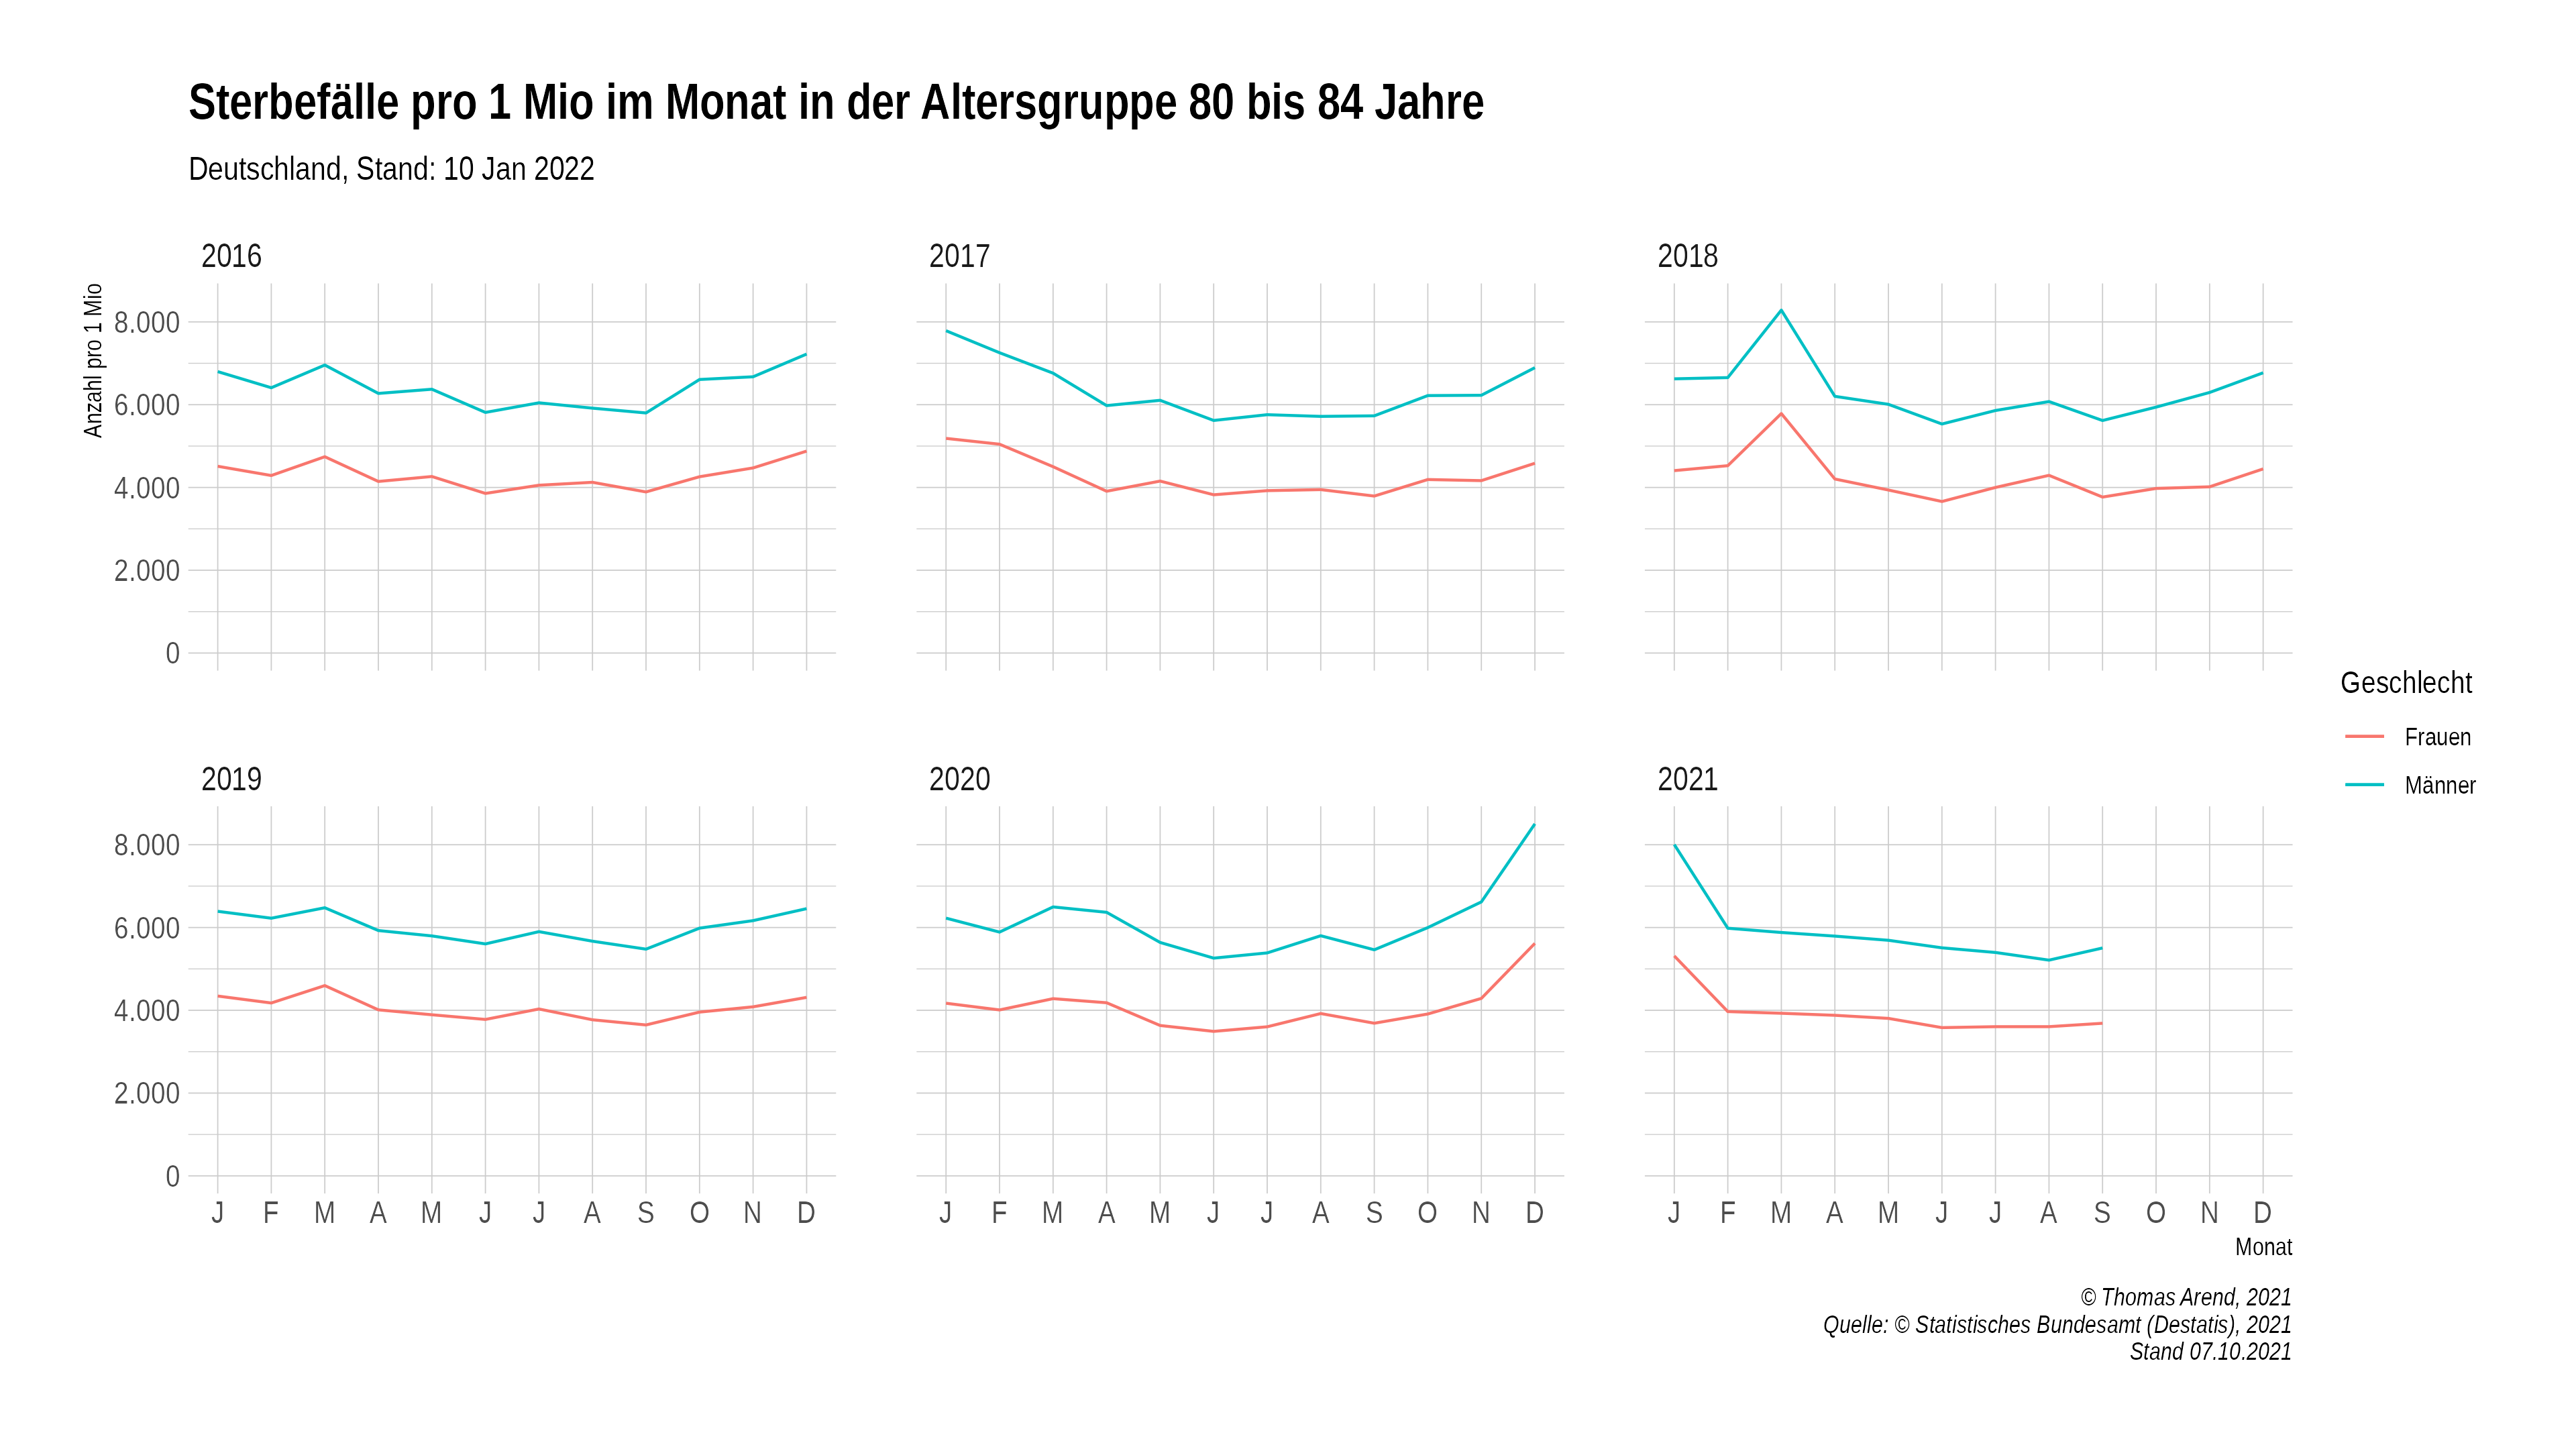 Sterbefälle pro 1 Mio im Monat in der Altersgruppe 80 bis 84 Jahre
Deutschland, Stand: 10 Jan 2022
2016
2017
2018
Anzahl pro 1 Mio
8.000
6.000
4.000
2.000
0
2019
2020
2021
8.000
6.000
4.000
2.000
0
J F M A M J J A S O N D
J F M A M J J A S O N D
J F M A M J J A S O N D
Monat
Geschlecht
Frauen
Männer
© Thomas Arend, 2021
Quelle: © Statistisches Bundesamt (Destatis), 2021
Stand 07.10.2021